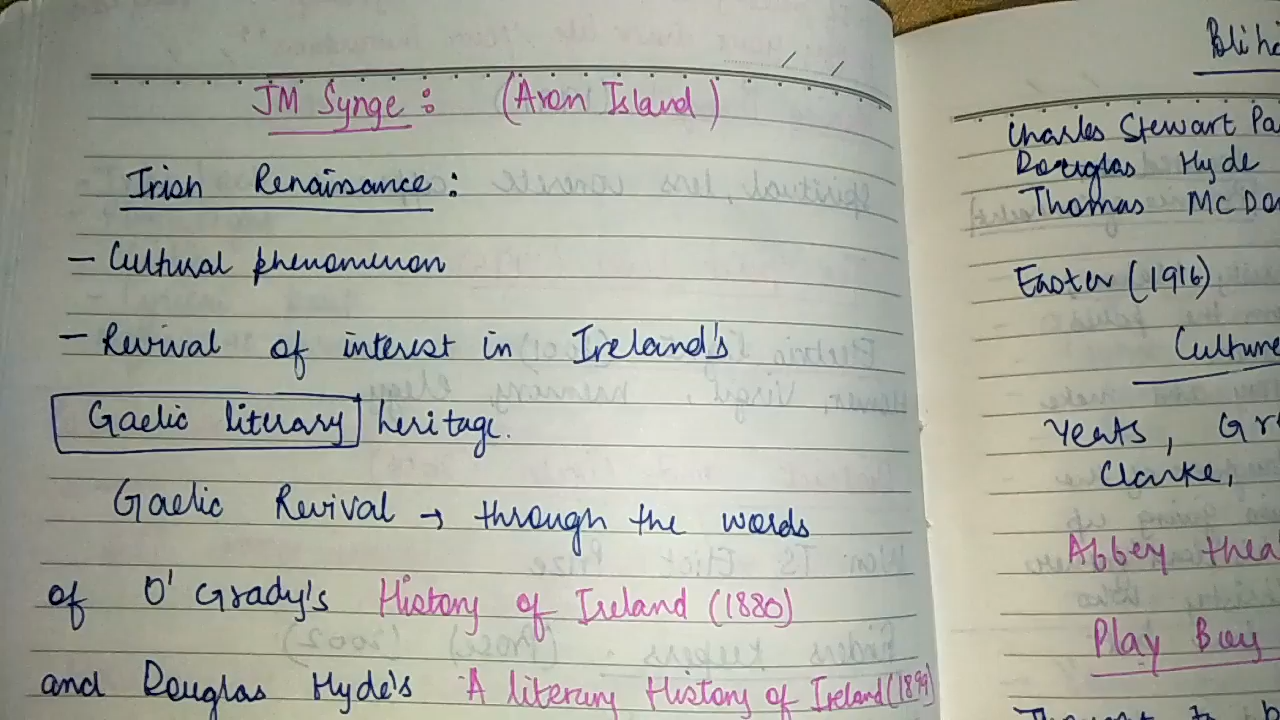 JM Synge : (Aran Island)
Irish Renaissance :
- Cultural phenomenon
- Revival of interest in Ireland's
Gaelic literary heritage.
Gaelic Revival → through the words
of O'Grady's History of Ireland (1880)
and Douglas Hyde's A literary History of Ireland (1899)
Charles Stewart Pa
Douglas Hyde
Thomas McDo
Easter (1916)
Culture
Yeats, Gr
Clarke,
Abbey thea
Play Boy